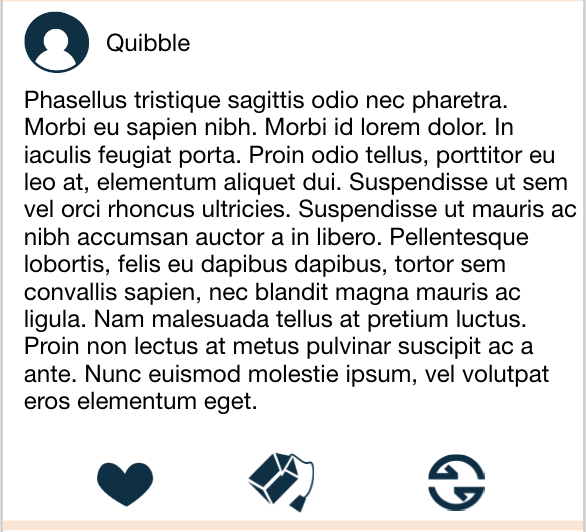 Quibble
Phasellus tristique sagittis odio nec pharetra.
Morbi eu sapien nibh. Morbi id lorem dolor. In
iaculis feugiat porta. Proin odio tellus, porttitor eu
leo at, elementum aliquet dui. Suspendisse ut sem
vel orci rhoncus ultricies. Suspendisse ut mauris ac
nibh accumsan auctor a in libero. Pellentesque
lobortis, felis eu dapibus dapibus, tortor sem
convallis sapien, nec blandit magna mauris ac
ligula. Nam malesuada tellus at pretium luctus.
Proin non lectus at metus pulvinar suscipit ac a
ante. Nunc euismod molestie ipsum, vel volutpat
eros elementum eget.